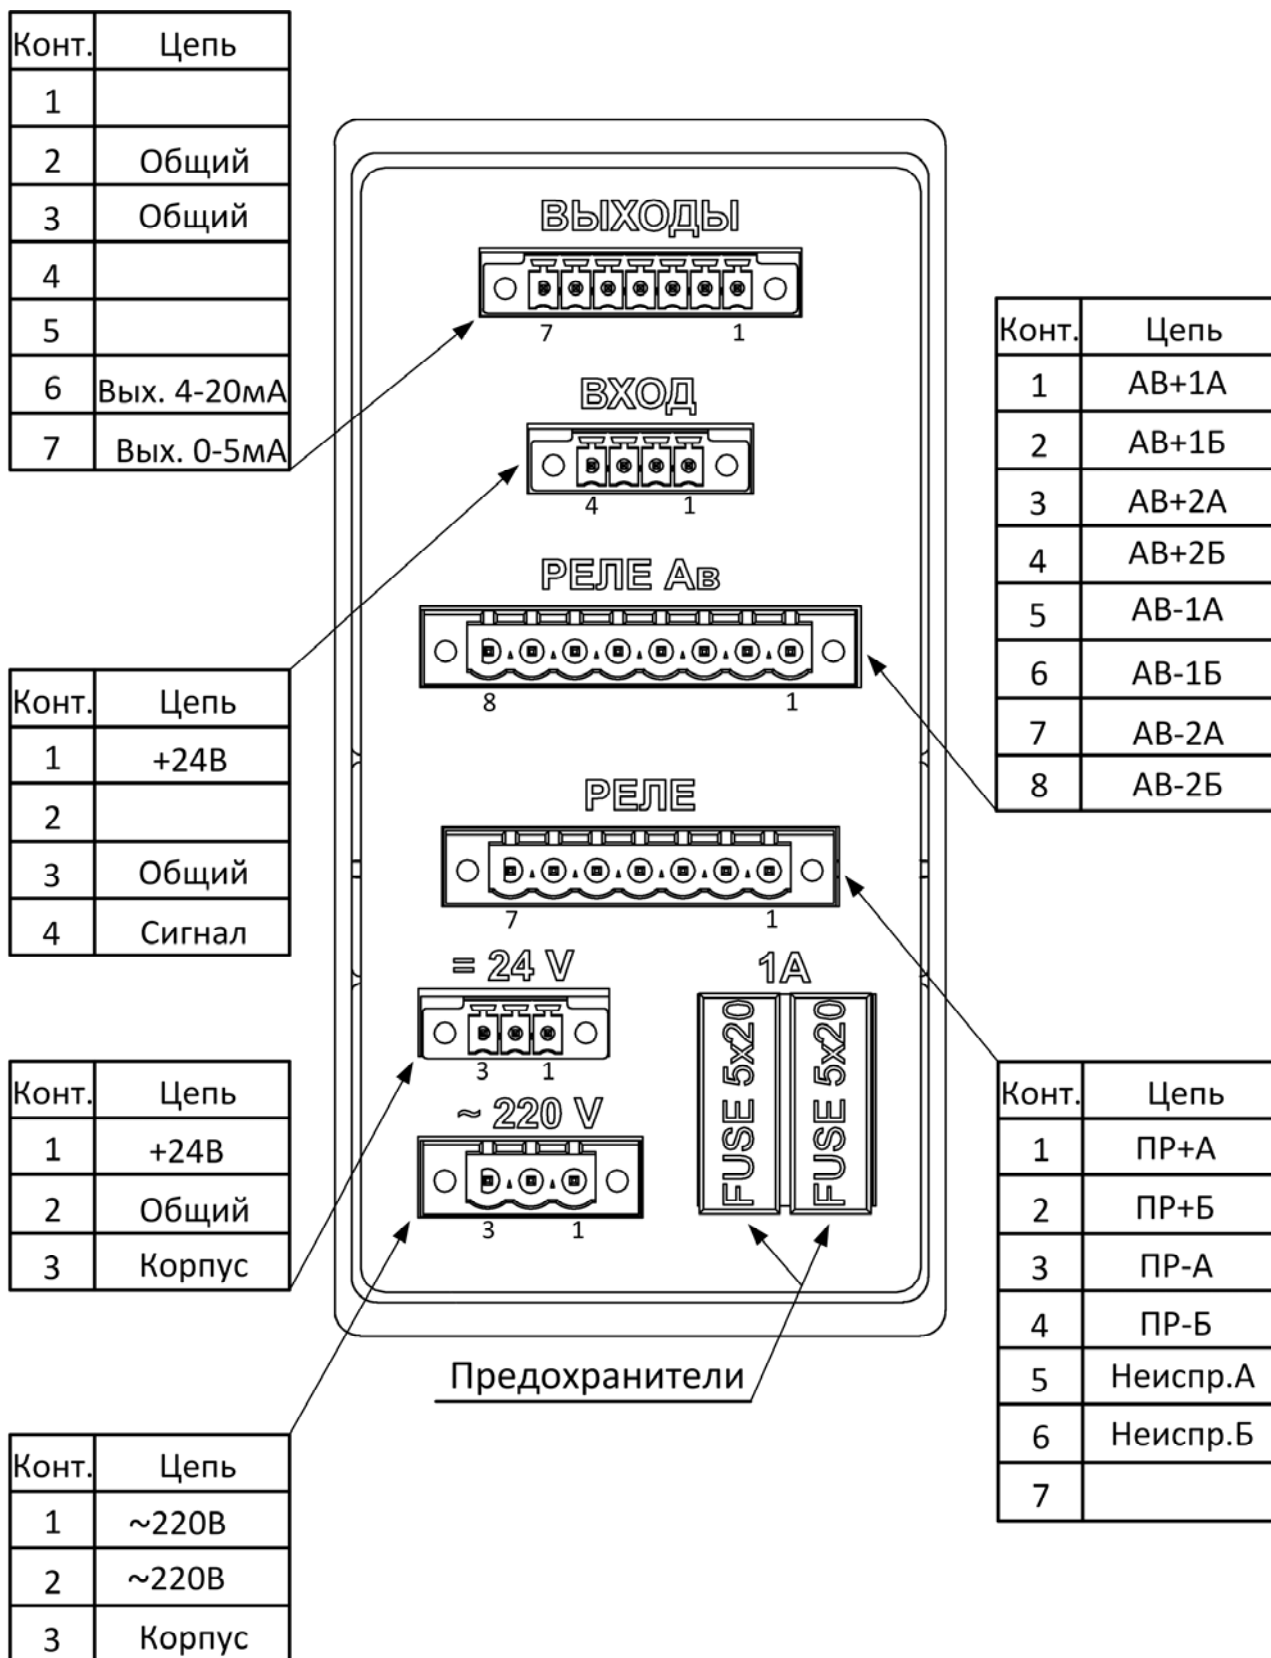 Конт. Цепь
1
2 Общий
3 Общий
4
5
6 Вых. 4-20мА
7 Вых. 0-5мА
ВЫХОДЫ
7 1
ВХОД
4 1
РЕЛЕ Ав
8 1
РЕЛЕ
7 1
= 24 V
3 1
~ 220 V
3 1
1А
FUSE 5x20
FUSE 5x20
Предохранители
Конт. Цепь
1 +24В
2
3 Общий
4 Сигнал
Конт. Цепь
1 +24В
2 Общий
3 Корпус
Конт. Цепь
1 ~220В
2 ~220В
3 Корпус
Конт. Цепь
1 АВ+1А
2 АВ+1Б
3 АВ+2А
4 АВ+2Б
5 АВ-1А
6 АВ-1Б
7 АВ-2А
8 АВ-2Б
Конт. Цепь
1 ПР+А
2 ПР+Б
3 ПР-А
4 ПР-Б
5 Неиспр.А
6 Неиспр.Б
7